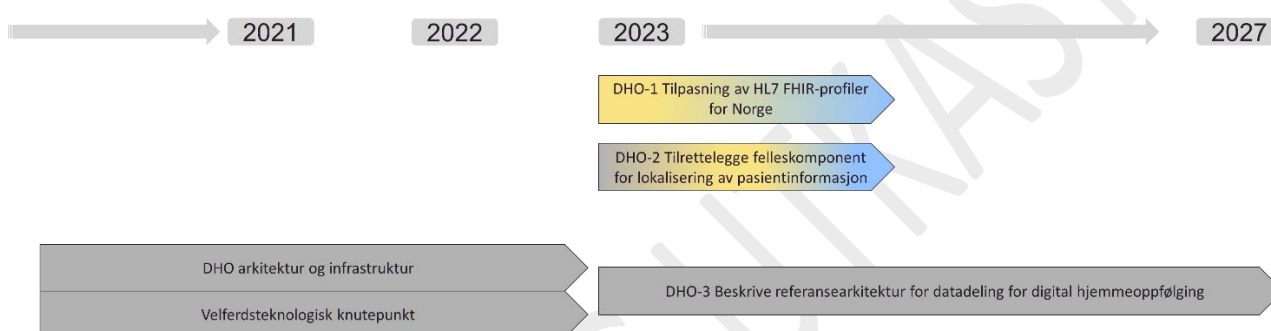 2021
2022
2023
2027
DHO-1 Tilpasning av HL7 FHIR-profiler
for Norge
DHO-2 Tilrettelegge felleskomponent
for lokalisering av pasientinformasjon
DHO arkitektur og infrastruktur
Velferdsteknologisk knutepunkt
DHO-3 Beskrive referansearkitektur for datadeling for digital hjemmeoppfølging
UTKAST